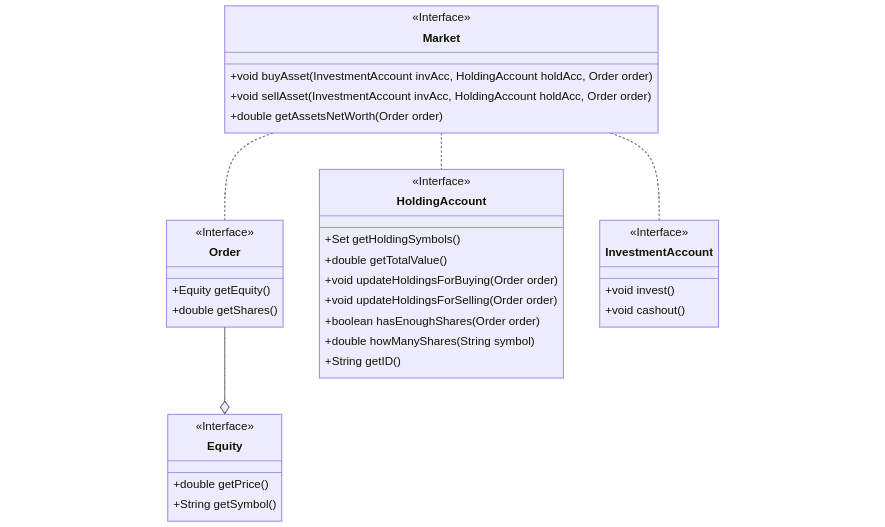 «Interface»
Market
+void buyAsset(InvestmentAccount invAcc, HoldingAccount holdAcc, Order order)
+void sellAsset(InvestmentAccount invAcc, HoldingAccount holdAcc, Order order)
+double getAssetsNetWorth(Order order)
«Interface»
Order
+Equity getEquity()
+double getShares()
«Interface»
HoldingAccount
+Set getHoldingSymbols()
+double getTotalValue()
+void updateHoldingsForBuying(Order order)
+void updateHoldingsForSelling(Order order)
+boolean hasEnoughShares(Order order)
+double howManyShares(String symbol)
+String getID()
«Interface»
InvestmentAccount
+void invest()
+void cashout()
«Interface»
Equity
+double getPrice()
+String getSymbol()